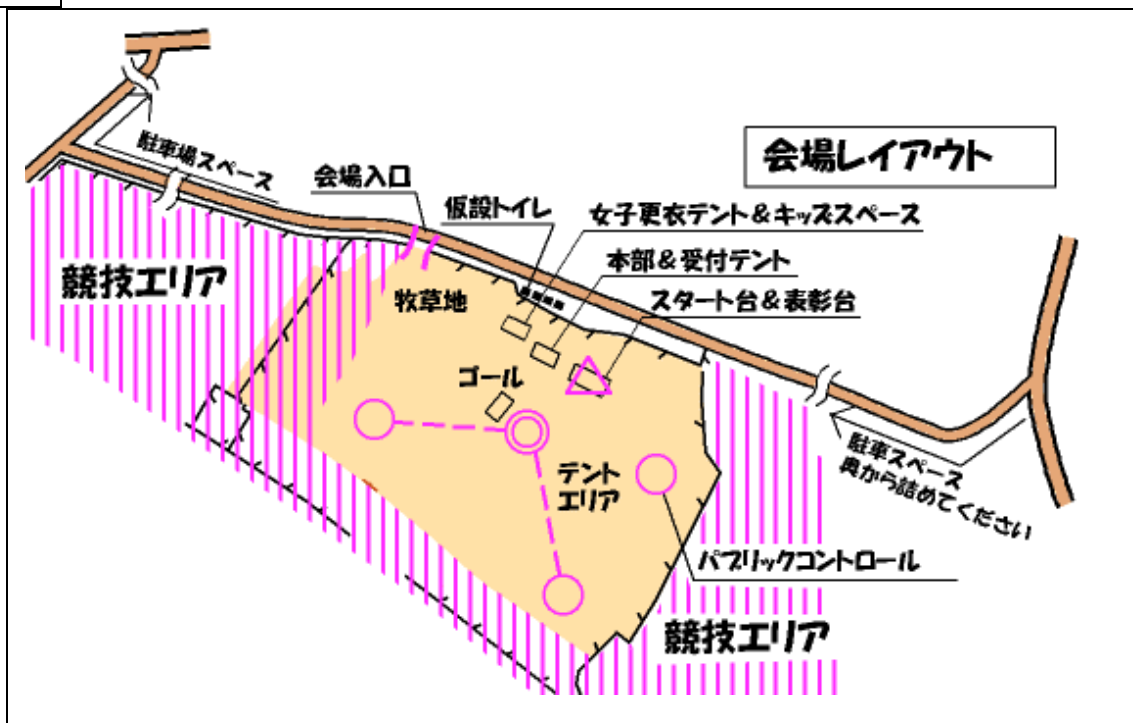 会場レイアウト
駐車場スペース
会場入口
仮設トイレ
女子更衣テント&キッズスペース
本部&受付テント
スタート台&表彰台
競技エリア
牧草地
ゴール
テント
エリア
駐車スペース
奥から詰めてください
パブリックコントロール
競技エリア